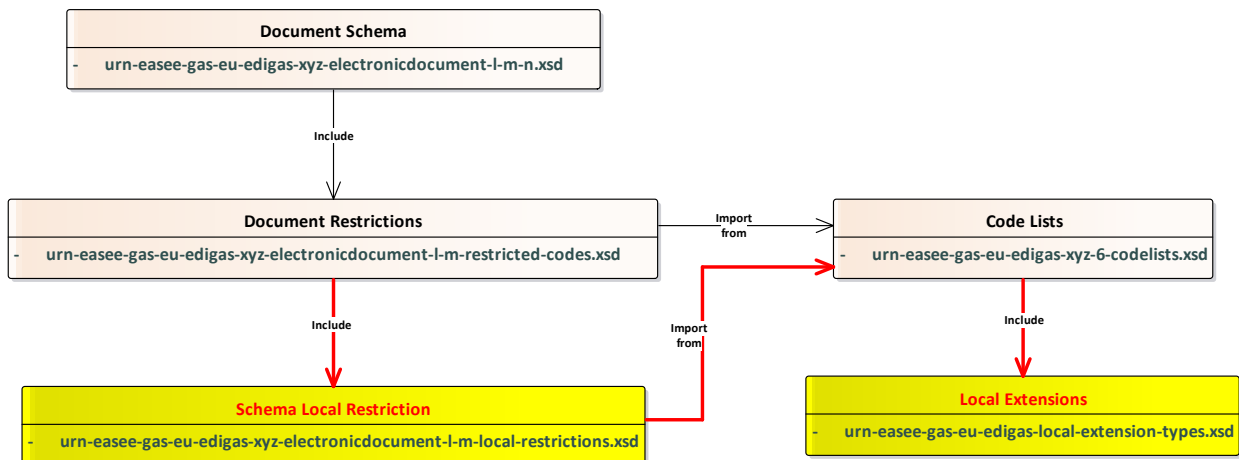 Document Schema
- urn-easee-gas-eu-edigas-xyz-electronicdocument-l-m-n.xsd
Include
Document Restrictions
- urn-easee-gas-eu-edigas-xyz-electronicdocument-l-m-restricted-codes.xsd
Import
from
Code Lists
- urn-easee-gas-eu-edigas-xyz-6-codelists.xsd
Include
Import
from
Include
Schema Local Restriction
- urn-easee-gas-eu-edigas-xyz-electronicdocument-l-m-local-restrictions.xsd
Local Extensions
- urn-easee-gas-eu-edigas-local-extension-types.xsd